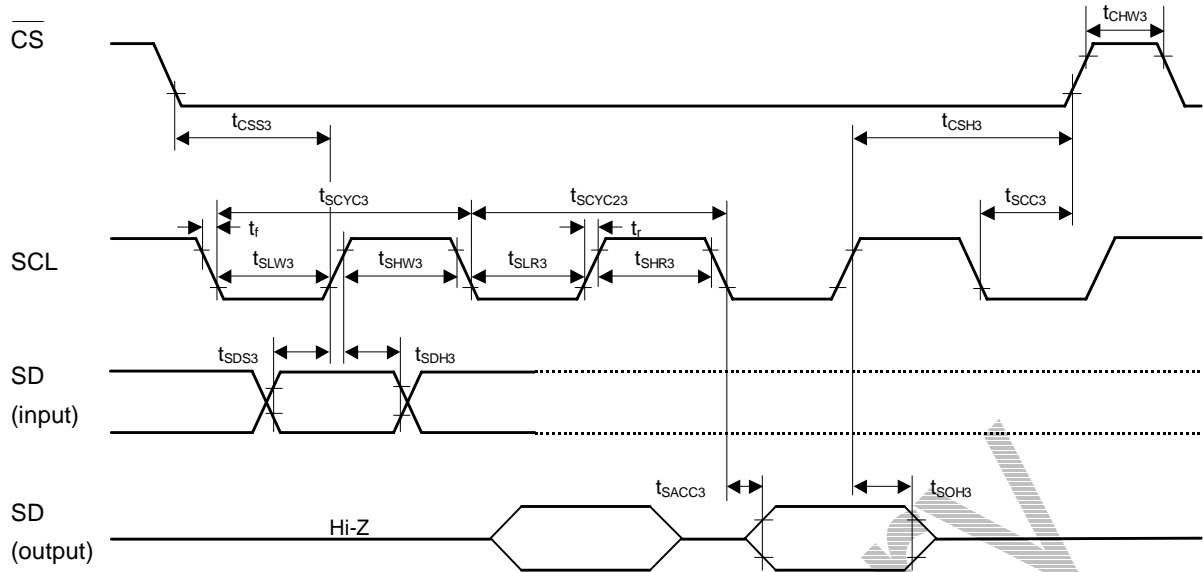 tCHW3
CS
tCSS3
tCSH3
tSCYC3
tSCYC23
tSCC3
tf
tr
SCL
tSLW3
tSHW3
tSLR3
tSHR3
tSDS3
tSDH3
SD
(input)
tSACC3
tSOH3
SD
(output)
Hi-Z